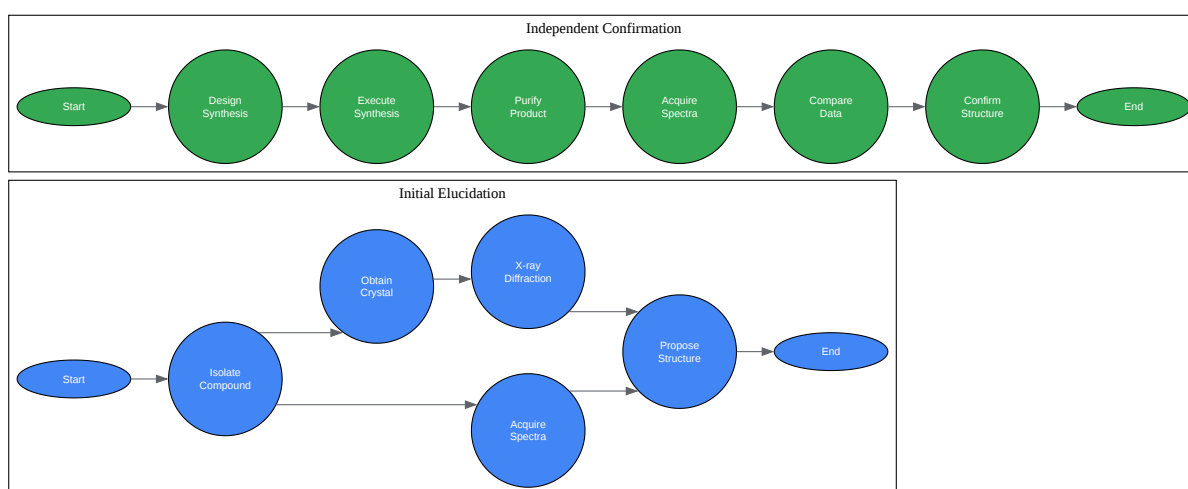 Independent Confirmation
Start
Design
Synthesis
Execute
Synthesis
Purify
Product
Acquire
Spectra
Compare
Data
Confirm
Structure
End
Initial Elucidation
Start
Isolate
Compound
Obtain
Crystal
X-ray
Diffraction
Acquire
Spectra
Propose
Structure
End